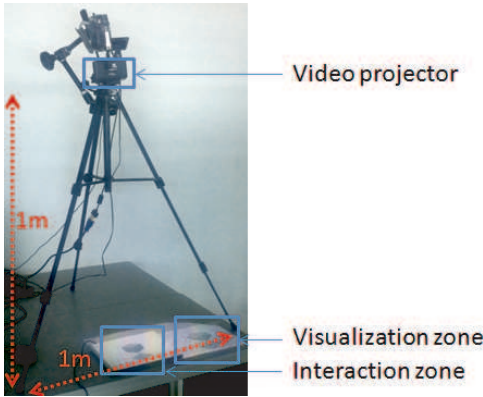 Video projector
1m
1m
Visualization zone
Interaction zone